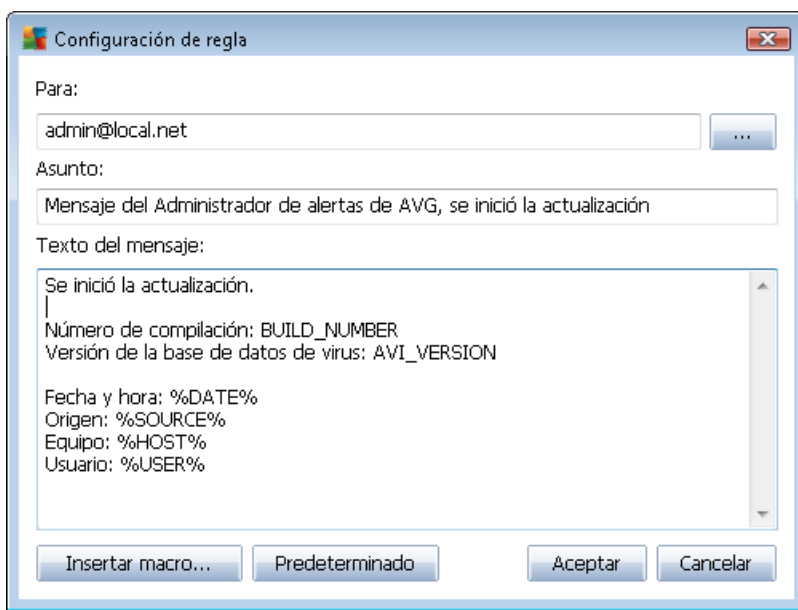 Configuración de regla
Para:
admin@local.net
...
Asunto:
Mensaje del Administrador de alertas de AVG, se inició la actualización
Texto del mensaje:
Se inició la actualización.
Número de compilación: BUILD_NUMBER
Versión de la base de datos de virus: AVI_VERSION
Fecha y hora: %DATE%
Origen: %SOURCE%
Equipo: %HOST%
Usuario: %USER%
Insertar macro... Predeterminado Aceptar Cancelar